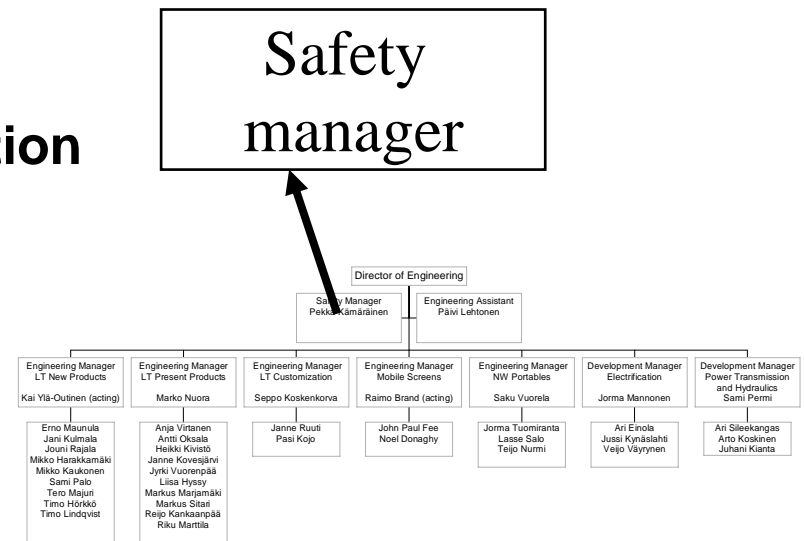 Safety
manager
tion
Director of Engineering
Safety Manager
Pekka Kämäräinen
Engineering Assistant
Päivi Lehtonen
Engineering Manager
LT New Products
Kai Ylä-Outinen (acting)
Engineering Manager
LT Present Products
Marko Nuora
Engineering Manager
LT Customization
Seppo Koskenkorva
Engineering Manager
Mobile Screens
Raimo Brand (acting)
Engineering Manager
NW Portables
Saku Vuorela
Development Manager
Electrification
Jorma Mannonen
Development Manager
Power Transmission
and Hydraulics
Sami Permi
Erno Maunula
Jani Kulmala
Jouni Rajala
Mikko Harakkamäki
Mikko Kaukonen
Sami Palo
Tero Majuri
Timo Hörkkö
Timo Lindqvist
Anja Virtanen
Antti Oksala
Heikki Kivistö
Janne Kovesjärvi
Jyrki Vuorenpää
Liisa Hyssy
Markus Marjamäki
Markus Sitari
Reijo Kankaanpää
Riku Marttila
Janne Ruuti
Pasi Kojo
John Paul Fee
Noel Donaghy
Jorma Tuomiranta
Lasse Salo
Teijo Nurmi
Ari Einola
Jussi Kynäslahti
Veijo Väyrynen
Ari Sileekangas
Arto Koskinen
Juhani Kianta